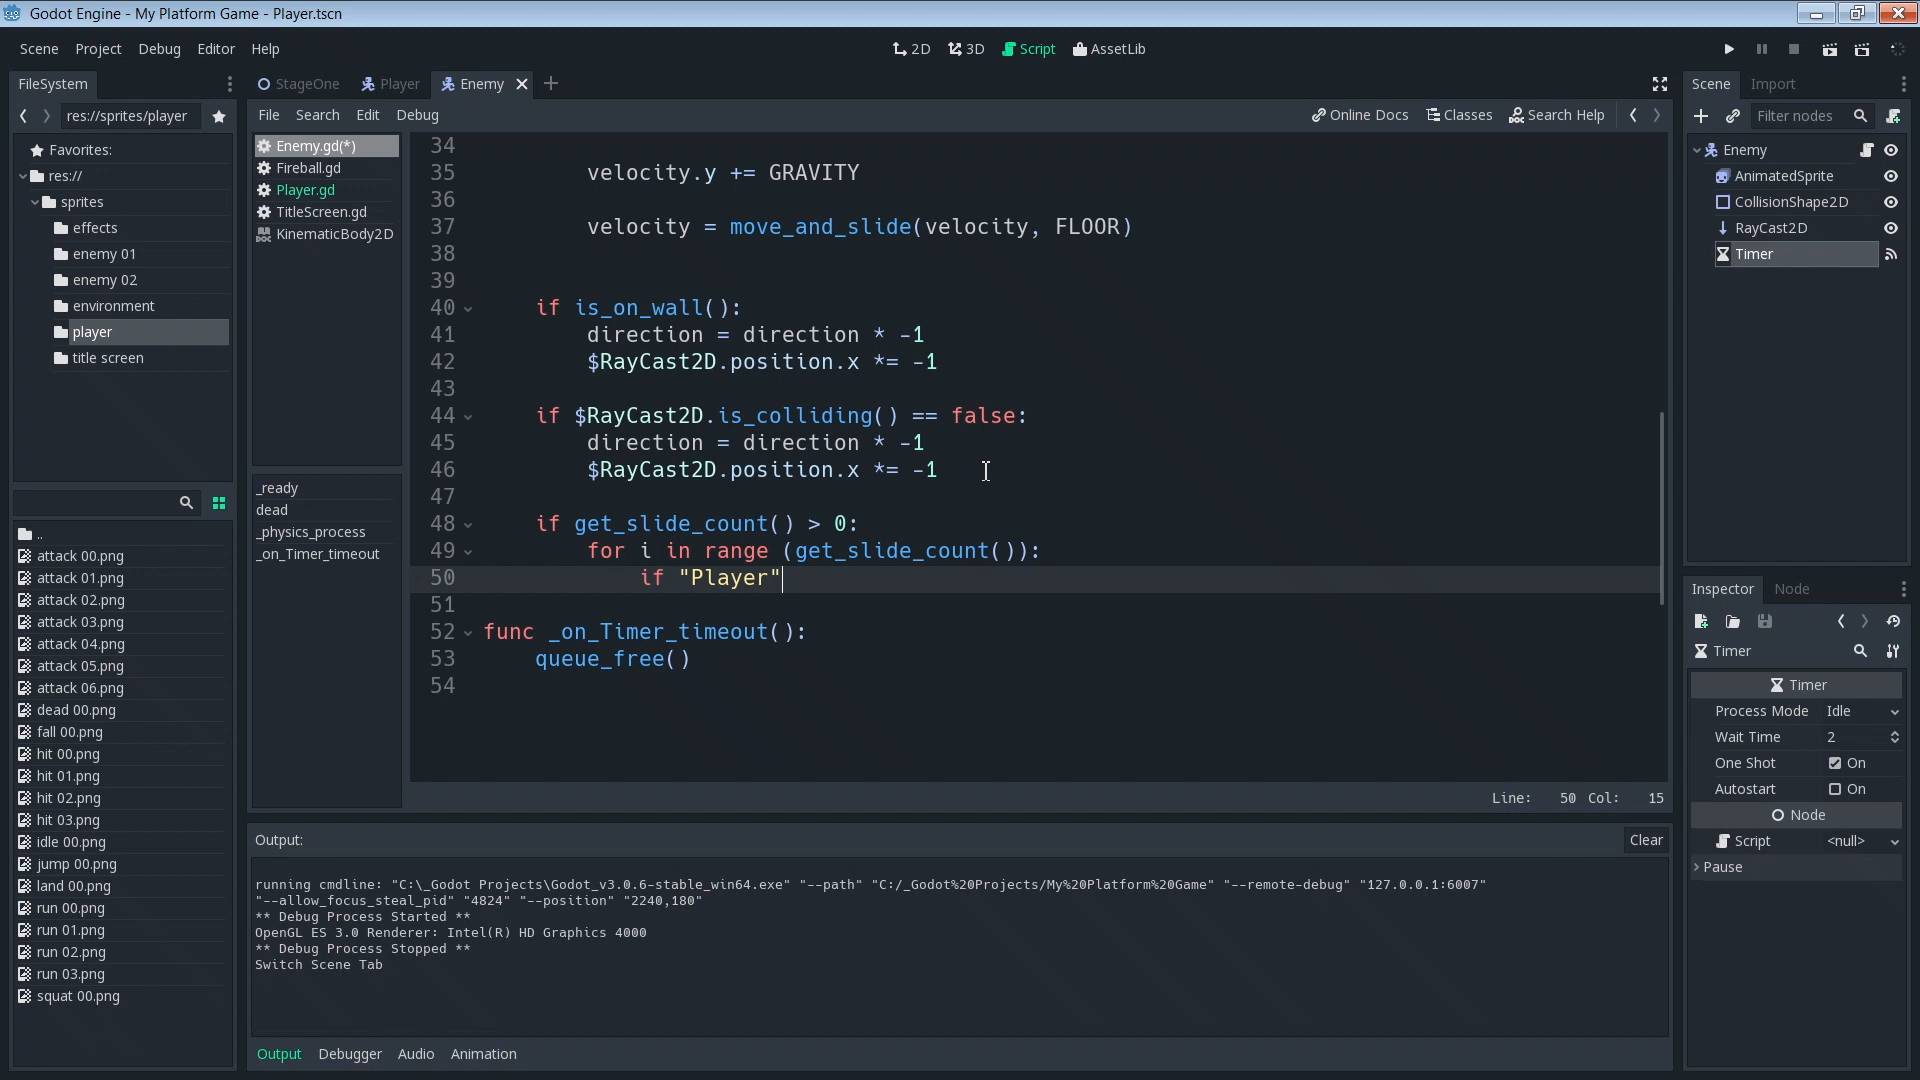 Godot Engine - My Platform Game - Player.tscn
Scene Project Debug Editor Help
2D 3D Script AssetLib
FileSystem
res://sprites/player
Favorites:
res://
sprites
effects
enemy 01
enemy 02
environment
player
title screen
..
attack 00.png
attack 01.png
attack 02.png
attack 03.png
attack 04.png
attack 05.png
attack 06.png
dead 00.png
fall 00.png
hit 00.png
hit 01.png
hit 02.png
hit 03.png
idle 00.png
jump 00.png
land 00.png
run 00.png
run 01.png
run 02.png
run 03.png
squat 00.png
StageOne Player Enemy
File Search Edit Debug
Online Docs Classes Search Help
Enemy.gd(*)
Fireball.gd
Player.gd
TitleScreen.gd
KinematicBody2D
_ready
dead
_physics_process
_on_Timer_timeout
34
35 velocity.y += GRAVITY
36
37 velocity = move_and_slide(velocity, FLOOR)
38
39
40 if is_on_wall():
41 direction = direction * -1
42 $RayCast2D.position.x *= -1
43
44 if $RayCast2D.is_colliding() == false:
45 direction = direction * -1
46 $RayCast2D.position.x *= -1
47
48 if get_slide_count() > 0:
49 for i in range (get_slide_count()):
50 if "Player"
51
52 func _on_Timer_timeout():
53 queue_free()
54
Line: 50 Col: 15
Output:
Clear
running cmdline: "C:\_Godot Projects\Godot_v3.0.6-stable_win64.exe" "--path" "C:/_Godot%20Projects/My%20Platform%20Game" "--remote-debug" "127.0.0.1:6007"
"--allow_focus_steal_pid" "4824" "--position" "2240,180"
** Debug Process Started **
OpenGL ES 3.0 Renderer: Intel(R) HD Graphics 4000
** Debug Process Stopped **
Switch Scene Tab
Output Debugger Audio Animation
Scene Import
Filter nodes
Enemy
AnimatedSprite
CollisionShape2D
RayCast2D
Timer
Inspector Node
Timer
Timer
Process Mode Idle
Wait Time 2
One Shot On
Autostart On
Node
Script <null>
Pause